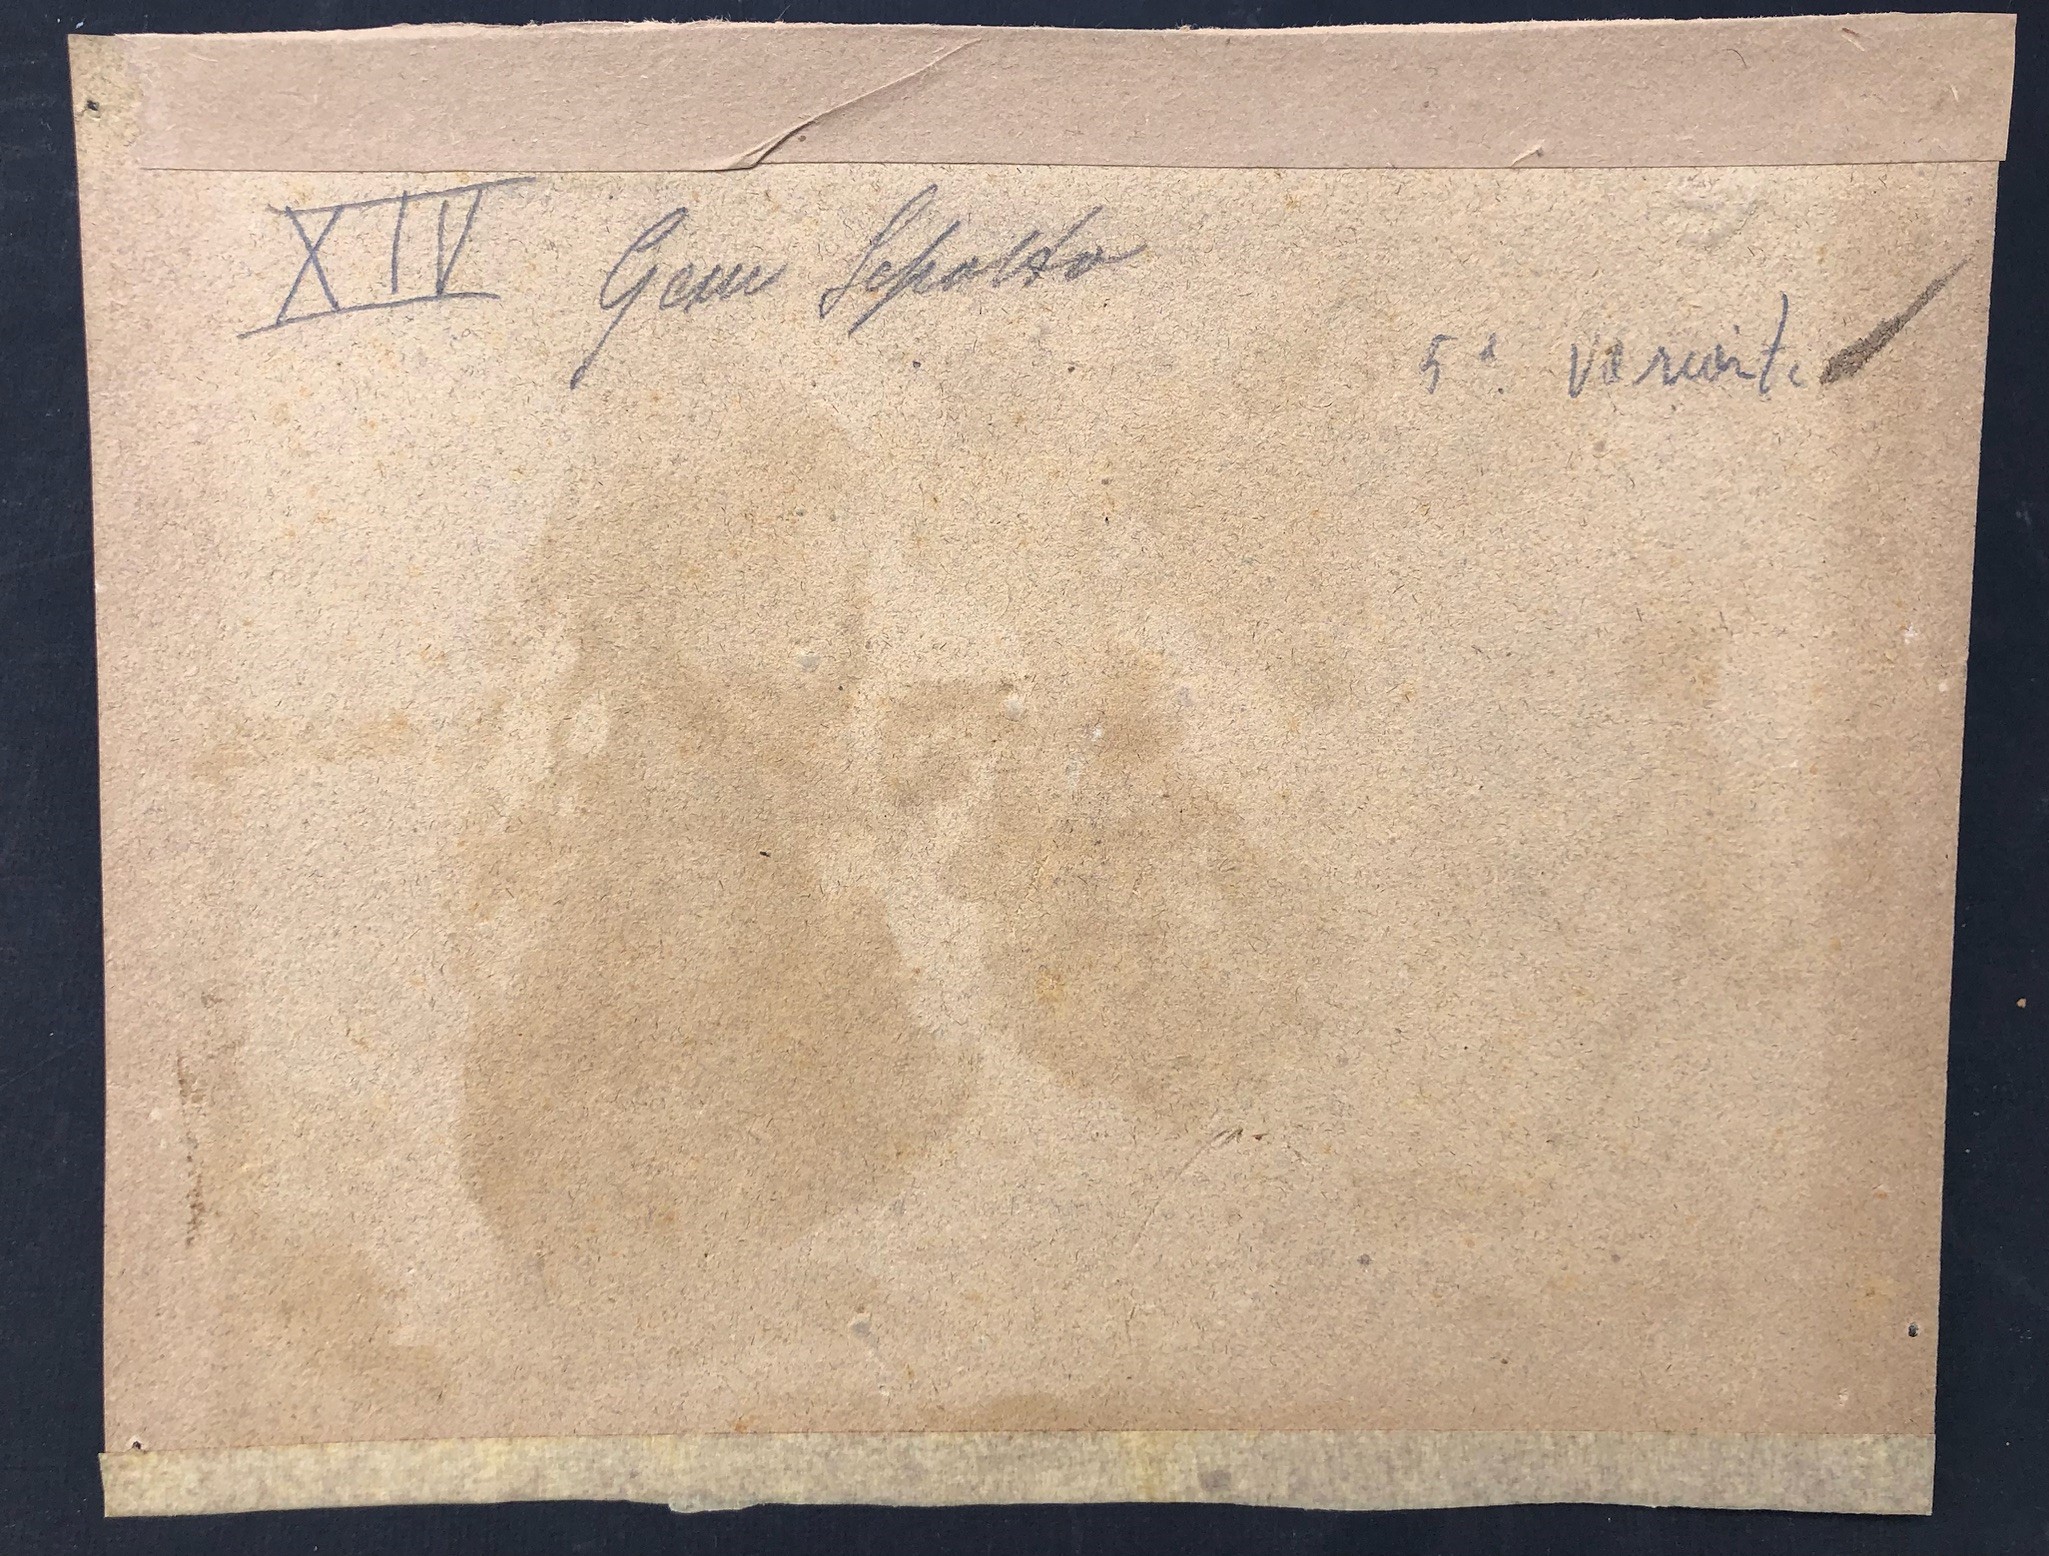 XIV Gesu Sepolto
5ª variante